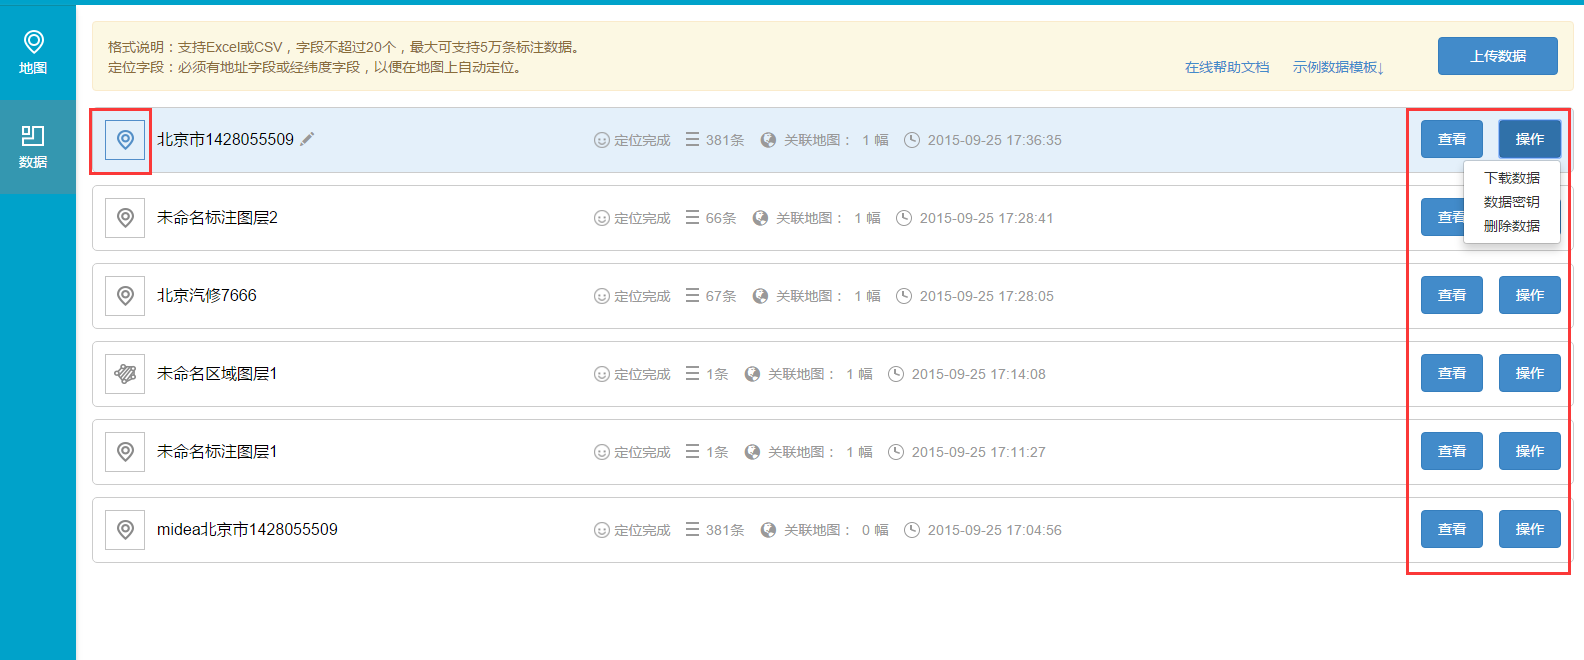 地图
数据
格式说明：支持Excel或CSV，字段不超过20个，最大可支持5万条标注数据。
定位字段：必须有地址字段或经纬度字段，以便在地图上自动定位。
在线帮助文档 示例数据模板↓
上传数据
北京市1428055509 定位完成 381条 关联地图： 1 幅 2015-09-25 17:36:35 查看 操作
下载数据
数据密钥
删除数据
未命名标注图层2 定位完成 66条 关联地图： 1 幅 2015-09-25 17:28:41 查看
北京汽修7666 定位完成 67条 关联地图： 1 幅 2015-09-25 17:28:05 查看 操作
未命名区域图层1 定位完成 1条 关联地图： 1 幅 2015-09-25 17:14:08 查看 操作
未命名标注图层1 定位完成 1条 关联地图： 1 幅 2015-09-25 17:11:27 查看 操作
midea北京市1428055509 定位完成 381条 关联地图： 0 幅 2015-09-25 17:04:56 查看 操作